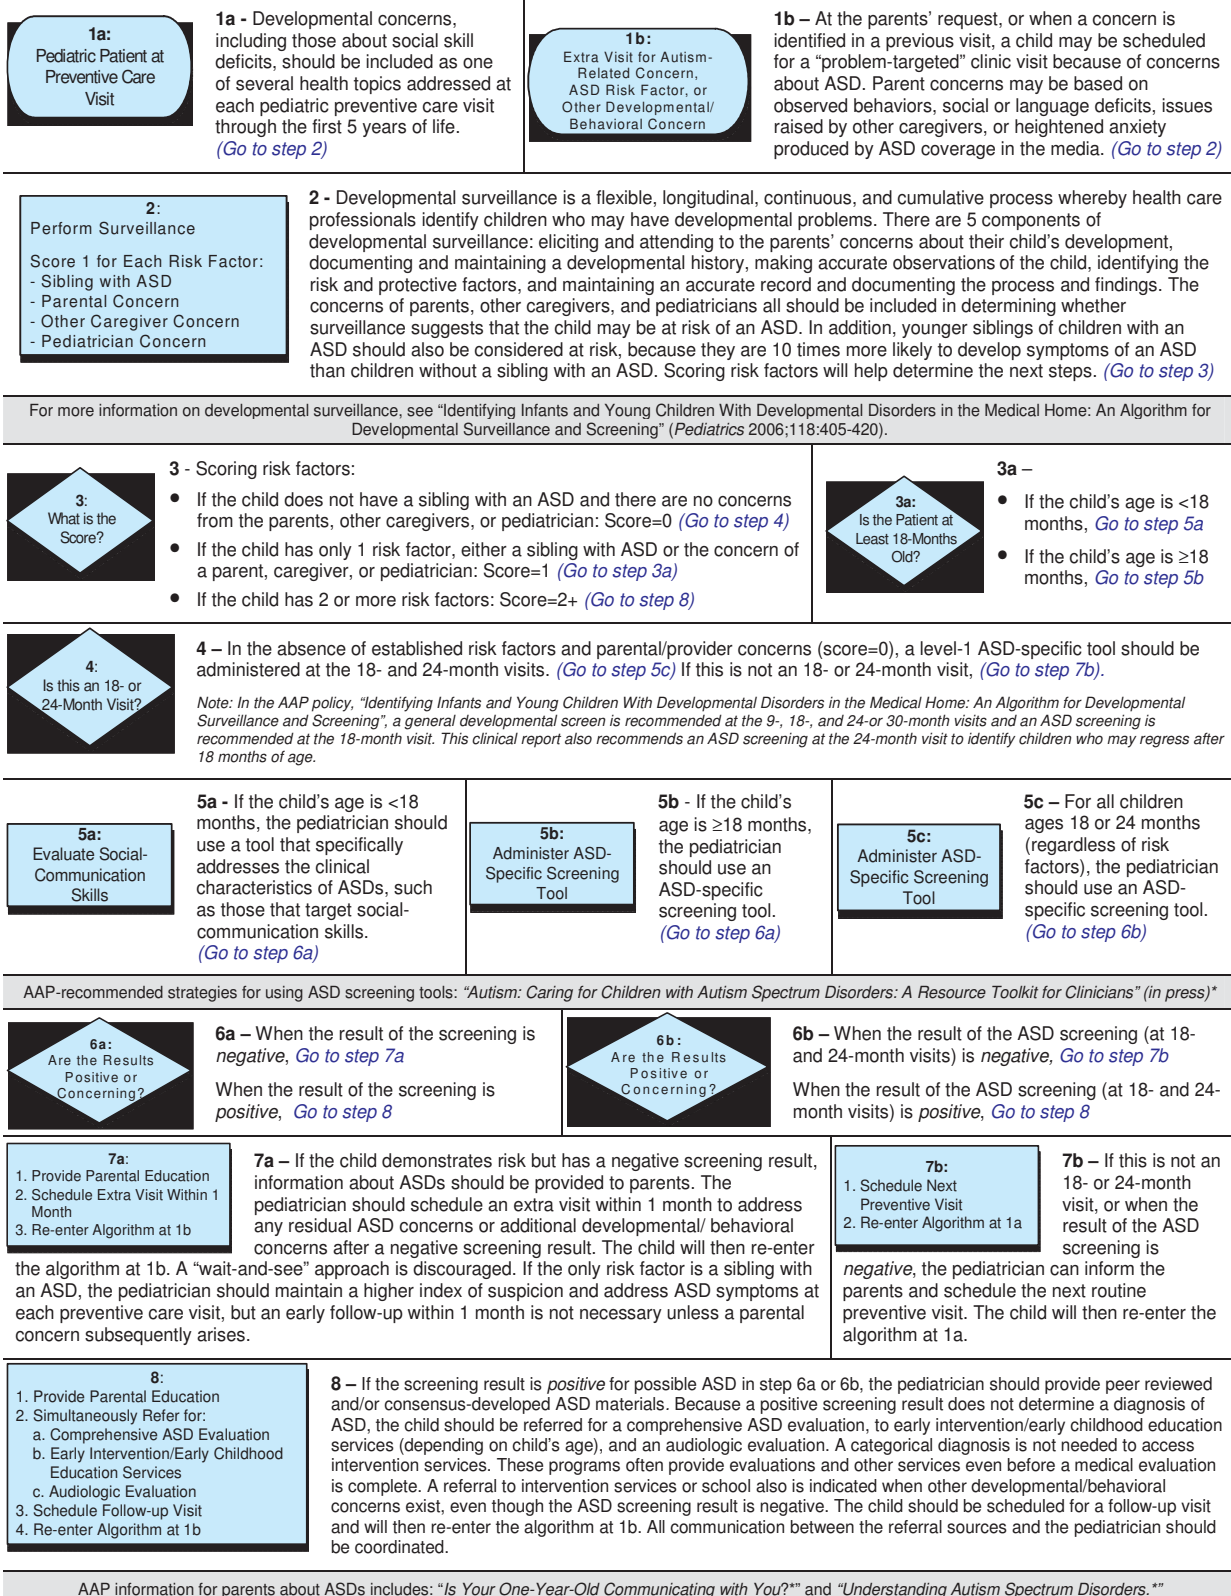 1a:
Pediatric Patient at
Preventive Care
Visit
1a - Developmental concerns,
including those about social skill
deficits, should be included as one
of several health topics addressed at
each pediatric preventive care visit
through the first 5 years of life.
(Go to step 2)
1b:
Extra Visit for Autism-
Related Concern,
ASD Risk Factor, or
Other Developmental/
Behavioral Concern
1b – At the parents’ request, or when a concern is
identified in a previous visit, a child may be scheduled
for a “problem-targeted” clinic visit because of concerns
about ASD. Parent concerns may be based on
observed behaviors, social or language deficits, issues
raised by other caregivers, or heightened anxiety
produced by ASD coverage in the media. (Go to step 2)
2:
Perform Surveillance
Score 1 for Each Risk Factor:
- Sibling with ASD
- Parental Concern
- Other Caregiver Concern
- Pediatrician Concern
2 - Developmental surveillance is a flexible, longitudinal, continuous, and cumulative process whereby health care
professionals identify children who may have developmental problems. There are 5 components of
developmental surveillance: eliciting and attending to the parents’ concerns about their child’s development,
documenting and maintaining a developmental history, making accurate observations of the child, identifying the
risk and protective factors, and maintaining an accurate record and documenting the process and findings. The
concerns of parents, other caregivers, and pediatricians all should be included in determining whether
surveillance suggests that the child may be at risk of an ASD. In addition, younger siblings of children with an
ASD should also be considered at risk, because they are 10 times more likely to develop symptoms of an ASD
than children without a sibling with an ASD. Scoring risk factors will help determine the next steps. (Go to step 3)
For more information on developmental surveillance, see “Identifying Infants and Young Children With Developmental Disorders in the Medical Home: An Algorithm for
Developmental Surveillance and Screening” (Pediatrics 2006;118:405-420).
3:
What is the
Score?
3 - Scoring risk factors:
• If the child does not have a sibling with an ASD and there are no concerns
from the parents, other caregivers, or pediatrician: Score=0 (Go to step 4)
• If the child has only 1 risk factor, either a sibling with ASD or the concern of
a parent, caregiver, or pediatrician: Score=1 (Go to step 3a)
• If the child has 2 or more risk factors: Score=2+ (Go to step 8)
3a:
Is the Patient at
Least 18-Months
Old?
3a –
• If the child’s age is <18
months, Go to step 5a
• If the child’s age is ≥18
months, Go to step 5b
4:
Is this an 18- or
24-Month Visit?
4 – In the absence of established risk factors and parental/provider concerns (score=0), a level-1 ASD-specific tool should be
administered at the 18- and 24-month visits. (Go to step 5c) If this is not an 18- or 24-month visit, (Go to step 7b).
Note: In the AAP policy, “Identifying Infants and Young Children With Developmental Disorders in the Medical Home: An Algorithm for Developmental
Surveillance and Screening”, a general developmental screen is recommended at the 9-, 18-, and 24-or 30-month visits and an ASD screening is
recommended at the 18-month visit. This clinical report also recommends an ASD screening at the 24-month visit to identify children who may regress after
18 months of age.
5a:
Evaluate Social-
Communication
Skills
5a - If the child’s age is <18
months, the pediatrician should
use a tool that specifically
addresses the clinical
characteristics of ASDs, such
as those that target social-
communication skills.
(Go to step 6a)
5b:
Administer ASD-
Specific Screening
Tool
5b - If the child’s
age is ≥18 months,
the pediatrician
should use an
ASD-specific
screening tool.
(Go to step 6a)
5c:
Administer ASD-
Specific Screening
Tool
5c – For all children
ages 18 or 24 months
(regardless of risk
factors), the pediatrician
should use an ASD-
specific screening tool.
(Go to step 6b)
AAP-recommended strategies for using ASD screening tools: “Autism: Caring for Children with Autism Spectrum Disorders: A Resource Toolkit for Clinicians” (in press)*
6a:
Are the Results
Positive or
Concerning?
6a – When the result of the screening is
negative, Go to step 7a
When the result of the screening is
positive, Go to step 8
6b:
Are the Results
Positive or
Concerning?
6b – When the result of the ASD screening (at 18-
and 24-month visits) is negative, Go to step 7b
When the result of the ASD screening (at 18- and 24-
month visits) is positive, Go to step 8
7a:
1. Provide Parental Education
2. Schedule Extra Visit Within 1
Month
3. Re-enter Algorithm at 1b
7a – If the child demonstrates risk but has a negative screening result,
information about ASDs should be provided to parents. The
pediatrician should schedule an extra visit within 1 month to address
any residual ASD concerns or additional developmental/ behavioral
concerns after a negative screening result. The child will then re-enter
the algorithm at 1b. A “wait-and-see” approach is discouraged. If the only risk factor is a sibling with
an ASD, the pediatrician should maintain a higher index of suspicion and address ASD symptoms at
each preventive care visit, but an early follow-up within 1 month is not necessary unless a parental
concern subsequently arises.
7b:
1. Schedule Next
Preventive Visit
2. Re-enter Algorithm at 1a
7b – If this is not an
18- or 24-month
visit, or when the
result of the ASD
screening is
negative, the pediatrician can inform the
parents and schedule the next routine
preventive visit. The child will then re-enter the
algorithm at 1a.
8:
1. Provide Parental Education
2. Simultaneously Refer for:
a. Comprehensive ASD Evaluation
b. Early Intervention/Early Childhood
Education Services
c. Audiologic Evaluation
3. Schedule Follow-up Visit
4. Re-enter Algorithm at 1b
8 – If the screening result is positive for possible ASD in step 6a or 6b, the pediatrician should provide peer reviewed
and/or consensus-developed ASD materials. Because a positive screening result does not determine a diagnosis of
ASD, the child should be referred for a comprehensive ASD evaluation, to early intervention/early childhood education
services (depending on child’s age), and an audiologic evaluation. A categorical diagnosis is not needed to access
intervention services. These programs often provide evaluations and other services even before a medical evaluation
is complete. A referral to intervention services or school also is indicated when other developmental/behavioral
concerns exist, even though the ASD screening result is negative. The child should be scheduled for a follow-up visit
and will then re-enter the algorithm at 1b. All communication between the referral sources and the pediatrician should
be coordinated.
AAP information for parents about ASDs includes: “Is Your One-Year-Old Communicating with You?*” and “Understanding Autism Spectrum Disorders.*”